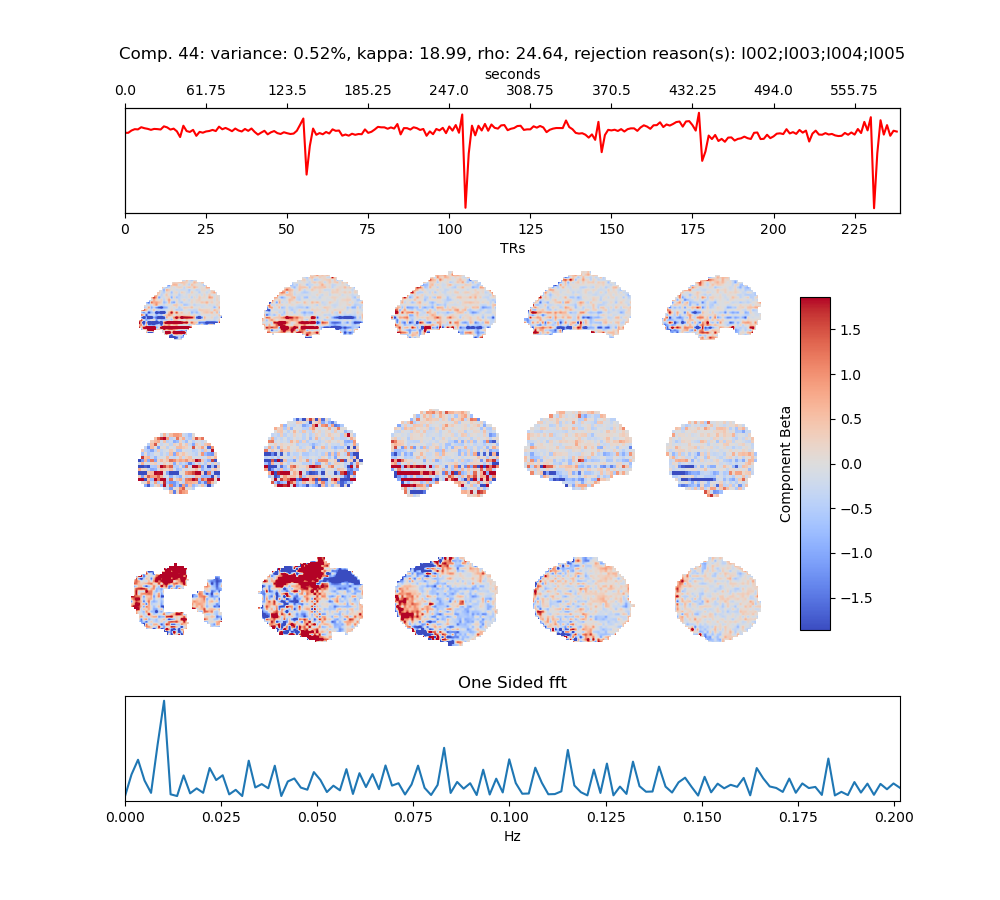 Comp. 44: variance: 0.52%, kappa: 18.99, rho: 24.64, rejection reason(s): I002;I003;I004;I005
seconds
0.0 61.75 123.5 185.25 247.0 308.75 370.5 432.25 494.0 555.75
0 25 50 75 100 125 150 175 200 225
TRs
1.5
1.0
0.5
0.0
−0.5
−1.0
−1.5
Component Beta
One Sided fft
0.000 0.025 0.050 0.075 0.100 0.125 0.150 0.175 0.200
Hz